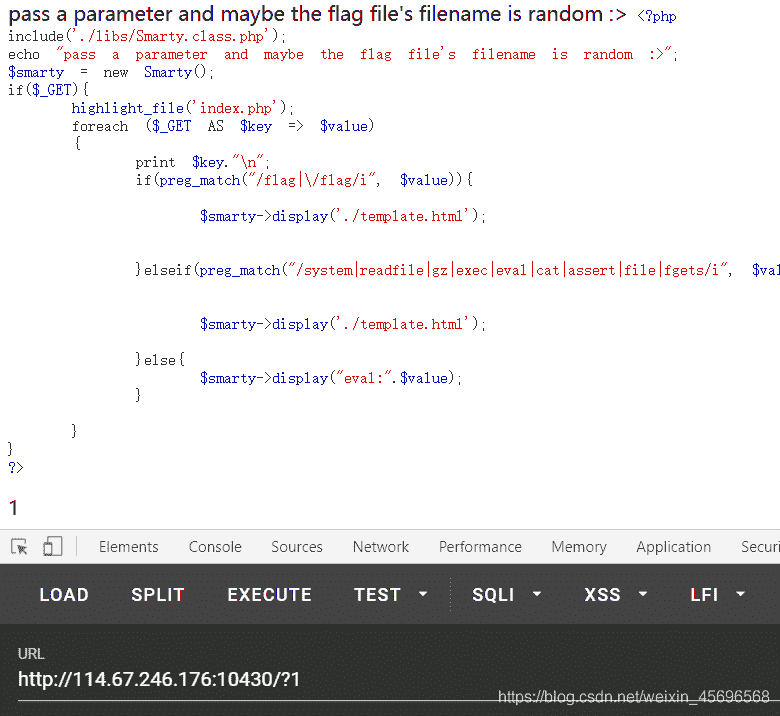 pass a parameter and maybe the flag file's filename is random :> <?php
include('./libs/Smarty.class.php');
echo "pass a parameter and maybe the flag file's filename is random :>";
$smarty = new Smarty();
if($_GET){
highlight_file('index.php');
foreach ($_GET AS $key => $value)
{
print $key."\n";
if(preg_match("/flag|\/flag/i", $value)){
$smarty->display('./template.html');
}elseif(preg_match("/system|readfile|gz|exec|eval|cat|assert|file|fgets/i", $val
$smarty->display('./template.html');
}else{
$smarty->display("eval:".$value);
}
}
}
?>
1
Elements Console Sources Network Performance Memory Application Securi
LOAD SPLIT EXECUTE TEST SQLI XSS LFI
URL
http://114.67.246.176:10430/?1
https://blog.csdn.net/weixin_45696568